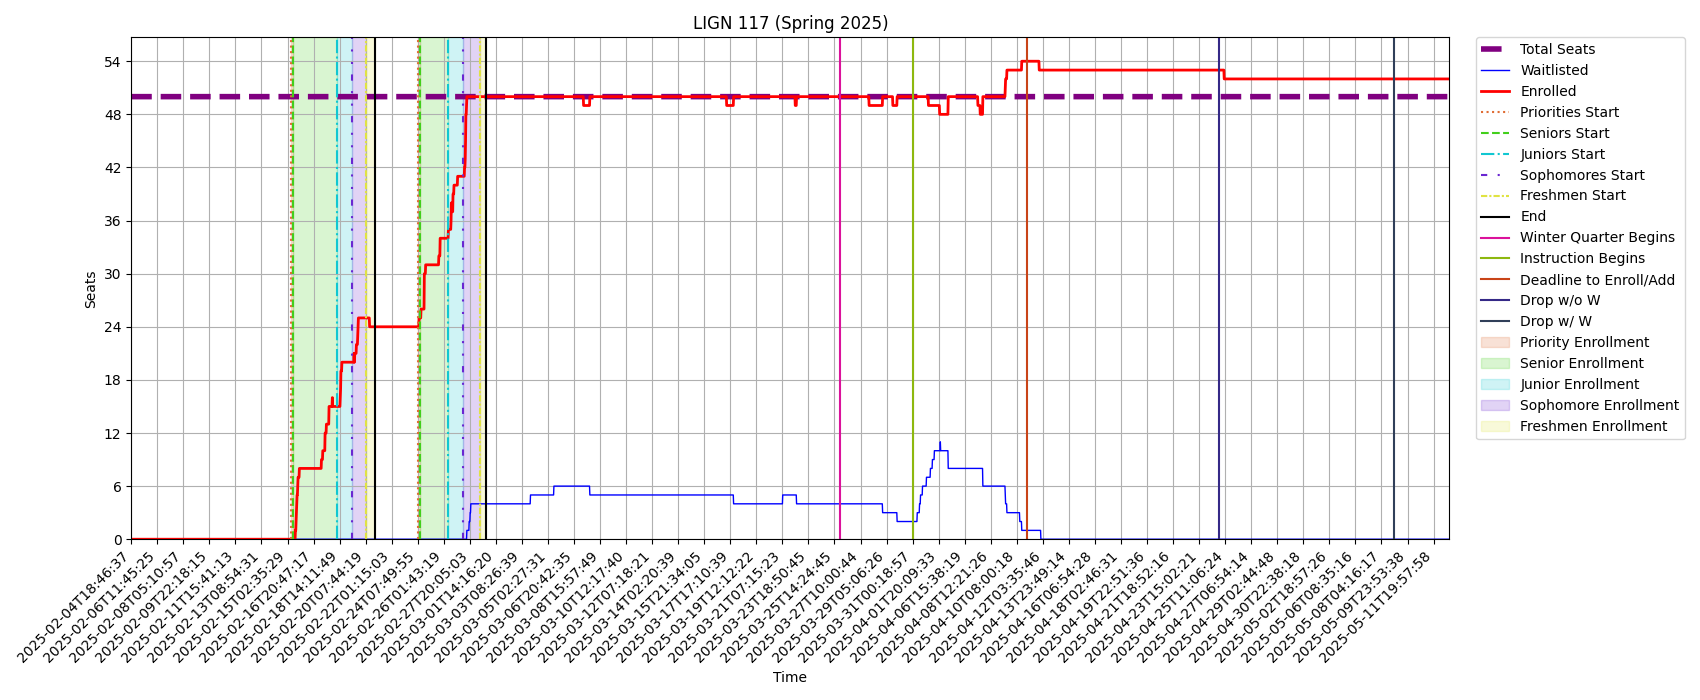 LIGN 117 (Spring 2025)
Seats
54
48
42
36
30
24
18
12
6
0
2025-02-04T18:46:37
2025-02-06T11:45:25
2025-02-08T05:10:57
2025-02-09T22:18:15
2025-02-11T15:41:13
2025-02-13T08:54:31
2025-02-15T02:35:29
2025-02-16T20:47:17
2025-02-18T14:11:49
2025-02-20T07:44:19
2025-02-22T01:15:03
2025-02-24T07:49:55
2025-02-26T01:43:19
2025-02-27T20:05:03
2025-03-01T14:16:20
2025-03-03T08:26:39
2025-03-05T02:27:31
2025-03-06T20:42:35
2025-03-08T15:57:49
2025-03-10T12:17:40
2025-03-12T07:18:21
2025-03-14T02:20:39
2025-03-15T21:34:05
2025-03-17T17:10:39
2025-03-19T12:12:22
2025-03-21T07:15:23
2025-03-23T18:50:45
2025-03-25T14:24:45
2025-03-27T10:00:44
2025-03-29T05:06:26
2025-03-31T00:18:57
2025-04-01T20:09:33
2025-04-06T15:38:19
2025-04-08T12:21:26
2025-04-10T08:00:18
2025-04-12T03:35:46
2025-04-13T23:49:14
2025-04-16T06:54:28
2025-04-18T02:46:31
2025-04-19T22:51:36
2025-04-21T18:52:16
2025-04-23T15:02:21
2025-04-25T11:06:24
2025-04-27T06:54:14
2025-04-29T02:44:48
2025-04-30T22:38:18
2025-05-02T18:57:26
2025-05-06T08:35:16
2025-05-08T04:16:17
2025-05-09T23:53:38
2025-05-11T19:57:58
Time
Total Seats
Waitlisted
Enrolled
Priorities Start
Seniors Start
Juniors Start
Sophomores Start
Freshmen Start
End
Winter Quarter Begins
Instruction Begins
Deadline to Enroll/Add
Drop w/o W
Drop w/ W
Priority Enrollment
Senior Enrollment
Junior Enrollment
Sophomore Enrollment
Freshmen Enrollment